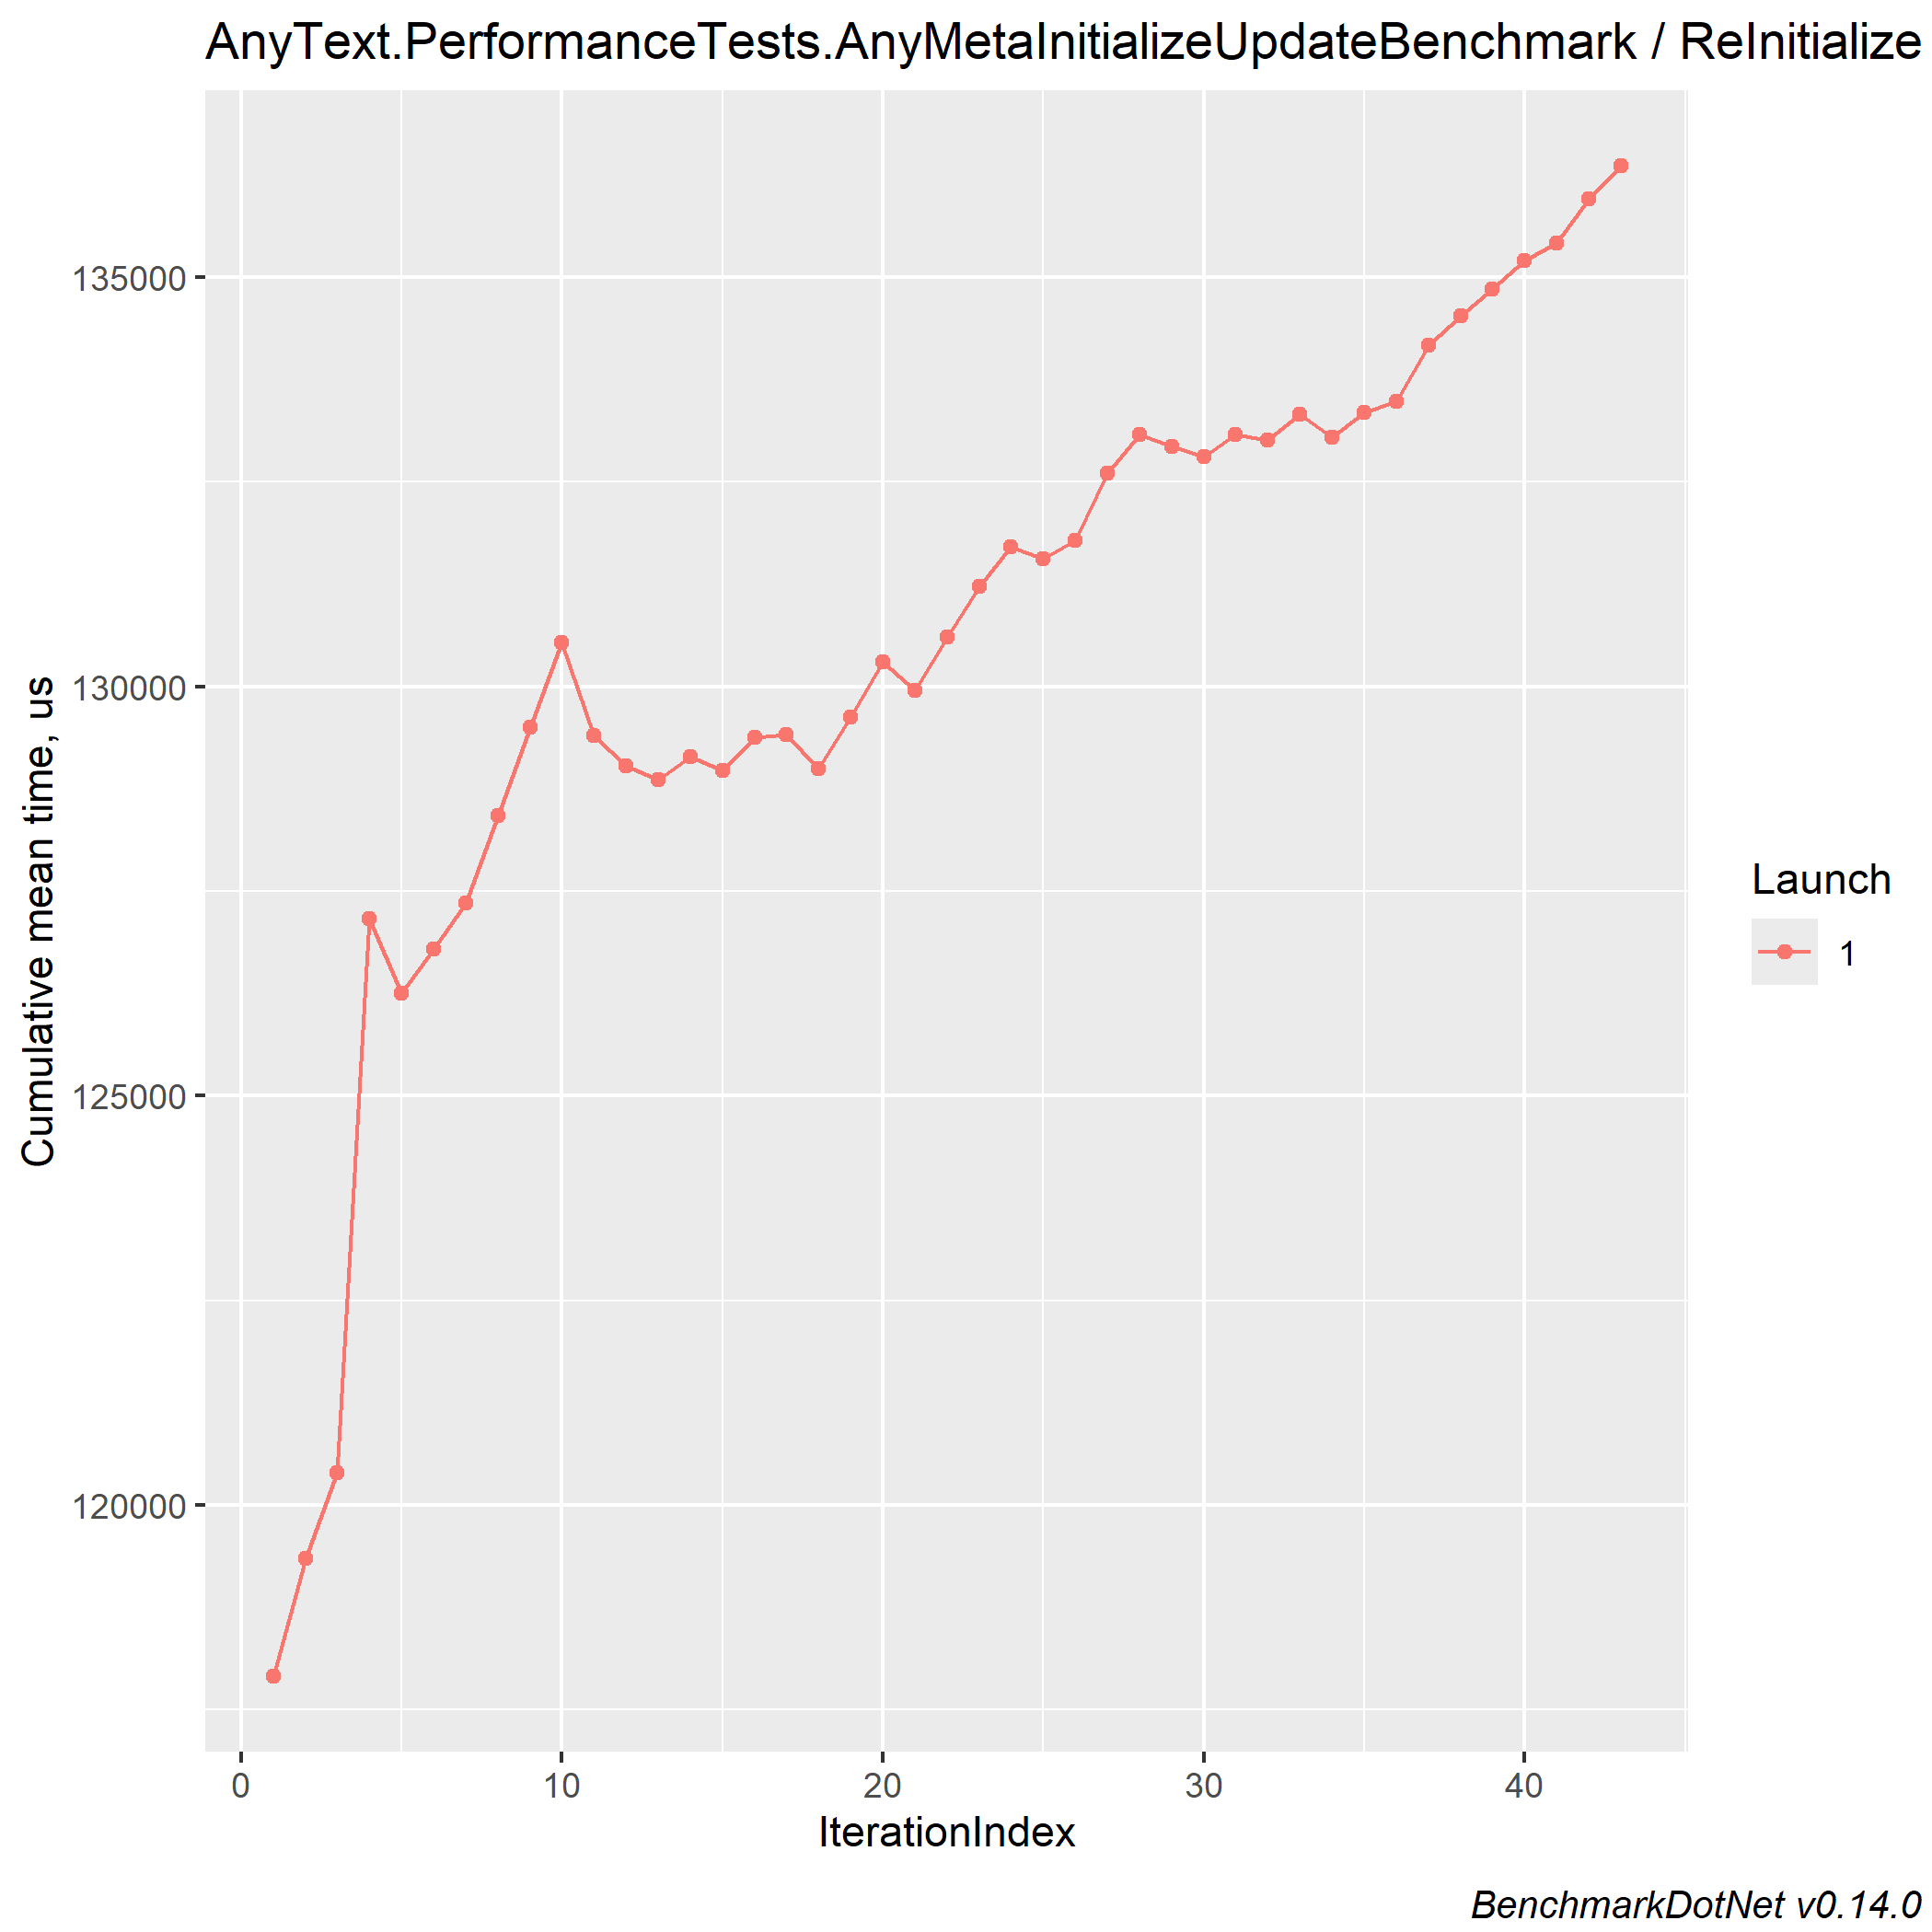 AnyText.PerformanceTests.AnyMetaInitializeUpdateBenchmark / ReInitialize
Cumulative mean time, us
135000
130000
125000
120000
0 10 20 30 40
IterationIndex
Launch
1
BenchmarkDotNet v0.14.0